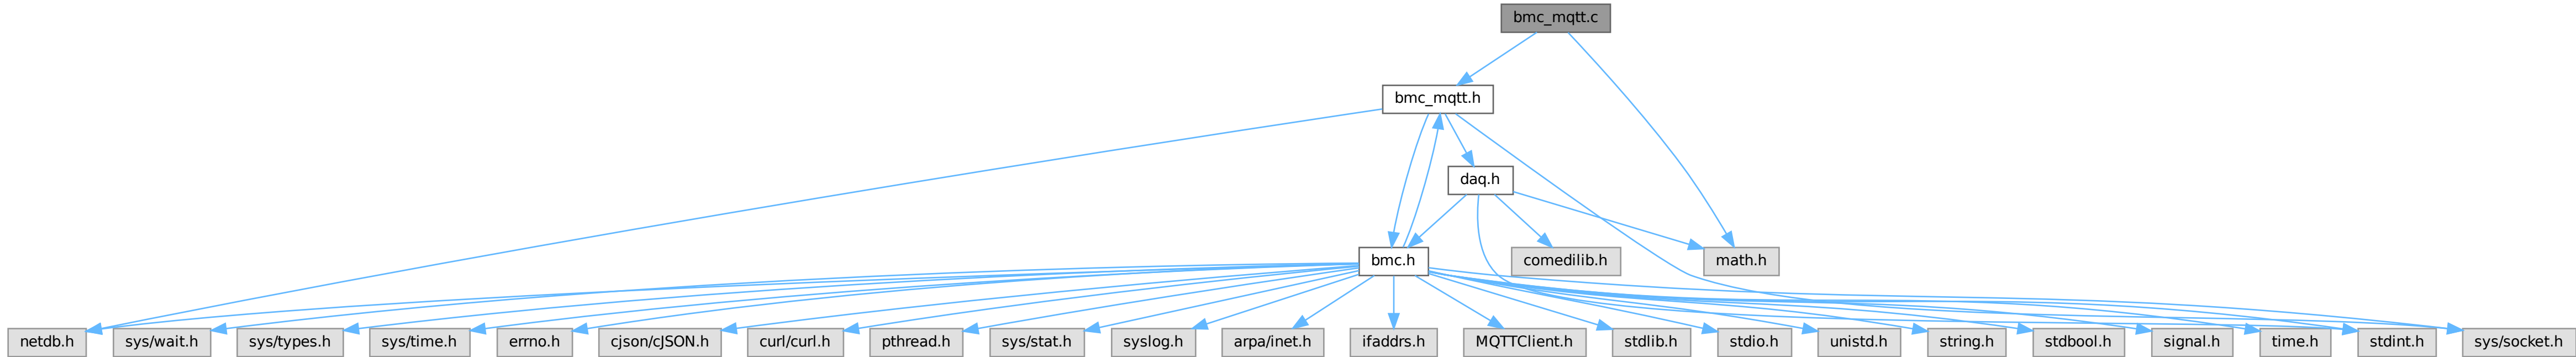 bmc_mqtt.c
bmc_mqtt.h
daq.h
bmc.h
comedilib.h
math.h
netdb.h
sys/wait.h
sys/types.h
sys/time.h
errno.h
cjson/cJSON.h
curl/curl.h
pthread.h
sys/stat.h
syslog.h
arpa/inet.h
ifaddrs.h
MQTTClient.h
stdlib.h
stdio.h
unistd.h
string.h
stdbool.h
signal.h
time.h
stdint.h
sys/socket.h